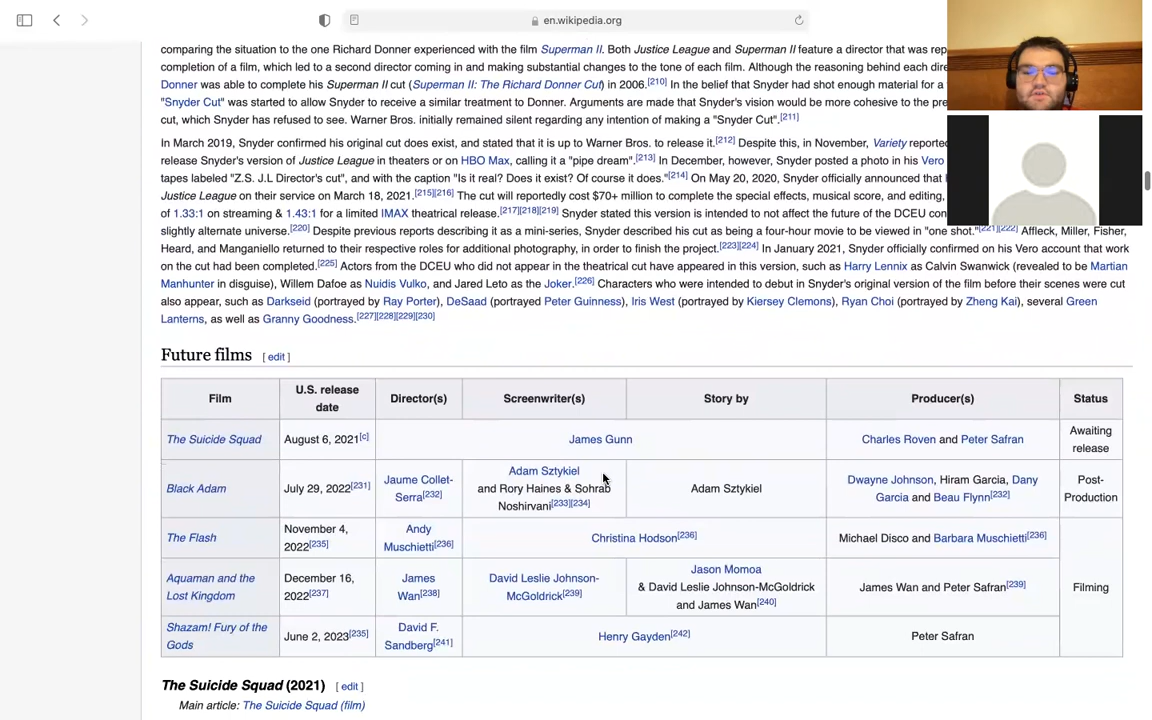 en.wikipedia.org
comparing the situation to the one Richard Donner experienced with the film Superman II. Both Justice League and Superman II feature a director that was rep
completion of a film, which led to a second director coming in and making substantial changes to the tone of each film. Although the reasoning behind each dire
Donner was able to complete his Superman II cut (Superman II: The Richard Donner Cut) in 2006.[210] In the belief that Snyder had shot enough material for a
"Snyder Cut" was started to allow Snyder to receive a similar treatment to Donner. Arguments are made that Snyder's vision would be more cohesive to the pre
cut, which Snyder has refused to see. Warner Bros. initially remained silent regarding any intention of making a "Snyder Cut".[211]
In March 2019, Snyder confirmed his original cut does exist, and stated that it is up to Warner Bros. to release it.[212] Despite this, in November, Variety reported
release Snyder's version of Justice League in theaters or on HBO Max, calling it a "pipe dream".[213] In December, however, Snyder posted a photo in his Vero
tapes labeled "Z.S. J.L Director's cut", and with the caption "Is it real? Does it exist? Of course it does."[214] On May 20, 2020, Snyder officially announced that
Justice League on their service on March 18, 2021.[215][216] The cut will reportedly cost $70+ million to complete the special effects, musical score, and editing,
of 1.33:1 on streaming & 1.43:1 for a limited IMAX theatrical release.[217][218][219] Snyder stated this version is intended to not affect the future of the DCEU con
slightly alternate universe.[220] Despite previous reports describing it as a mini-series, Snyder described his cut as being a four-hour movie to be viewed in "one shot."[221][222] Affleck, Miller, Fisher,
Heard, and Manganiello returned to their respective roles for additional photography, in order to finish the project.[223][224] In January 2021, Snyder officially confirmed on his Vero account that work
on the cut had been completed.[225] Actors from the DCEU who did not appear in the theatrical cut have appeared in this version, such as Harry Lennix as Calvin Swanwick (revealed to be Martian
Manhunter in disguise), Willem Dafoe as Nuidis Vulko, and Jared Leto as the Joker.[226] Characters who were intended to debut in Snyder's original version of the film before their scenes were cut
also appear, such as Darkseid (portrayed by Ray Porter), DeSaad (portrayed Peter Guinness), Iris West (portrayed by Kiersey Clemons), Ryan Choi (portrayed by Zheng Kai), several Green
Lanterns, as well as Granny Goodness.[227][228][229][230]
Future films [ edit ]
Film U.S. release date Director(s) Screenwriter(s) Story by Producer(s) Status
The Suicide Squad August 6, 2021[c] James Gunn Charles Roven and Peter Safran Awaiting release
Black Adam July 29, 2022[231] Jaume Collet-Serra[232] Adam Sztykiel and Rory Haines & Sohrab Noshirvani[233][234] Adam Sztykiel Dwayne Johnson, Hiram Garcia, Dany Garcia and Beau Flynn[232] Post-Production
The Flash November 4, 2022[235] Andy Muschietti[236] Christina Hodson[236] Michael Disco and Barbara Muschietti[236] Filming
Aquaman and the Lost Kingdom December 16, 2022[237] James Wan[238] David Leslie Johnson-McGoldrick[239] Jason Momoa & David Leslie Johnson-McGoldrick and James Wan[240] James Wan and Peter Safran[239]
Shazam! Fury of the Gods June 2, 2023[235] David F. Sandberg[241] Henry Gayden[242] Peter Safran
The Suicide Squad (2021) [ edit ]
Main article: The Suicide Squad (film)